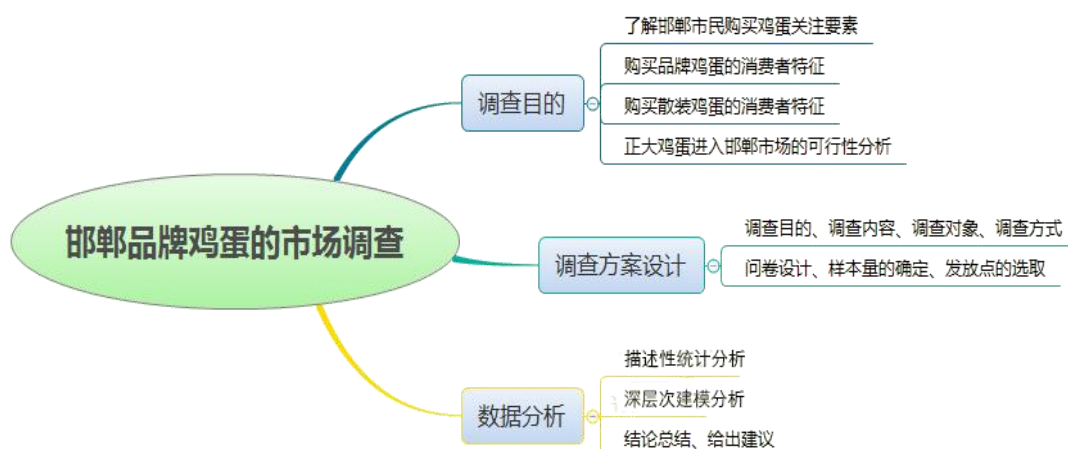 邯郸品牌鸡蛋的市场调查
调查目的
了解邯郸市民购买鸡蛋关注要素
购买品牌鸡蛋的消费者特征
购买散装鸡蛋的消费者特征
正大鸡蛋进入邯郸市场的可行性分析
调查方案设计
调查目的、调查内容、调查对象、调查方式
问卷设计、样本量的确定、发放点的选取
数据分析
描述性统计分析
深层次建模分析
结论总结、给出建议